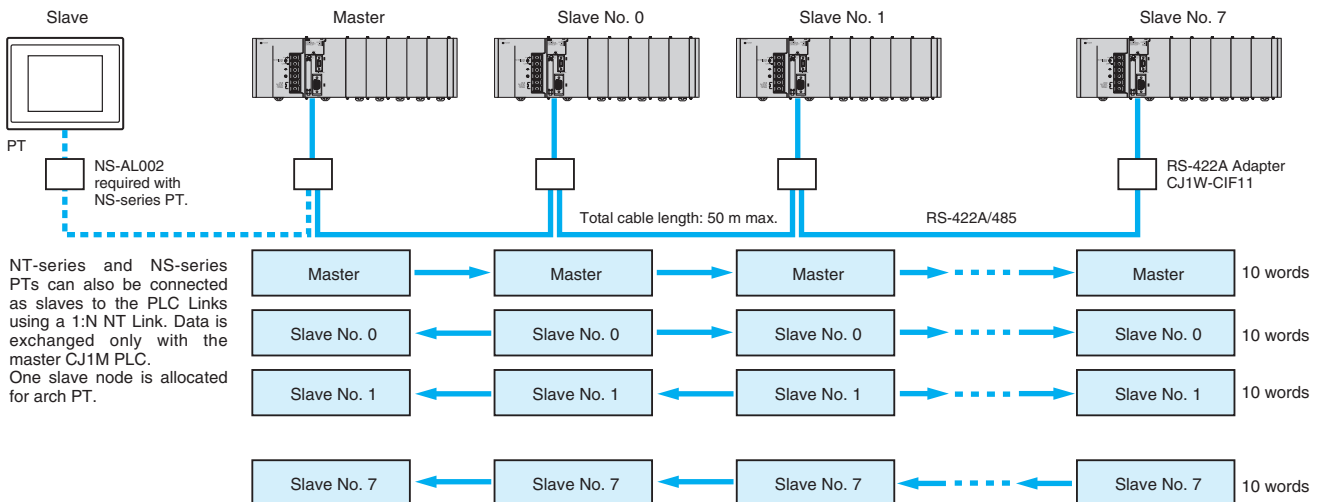 Slave
Master
Slave No. 0
Slave No. 1
Slave No. 7
PT
NS-AL002
required with
NS-series PT.
RS-422A Adapter
CJ1W-CIF11
Total cable length: 50 m max.
RS-422A/485
NT-series and NS-series
PTs can also be connected
as slaves to the PLC Links
using a 1:N NT Link. Data is
exchanged only with the
master CJ1M PLC.
One slave node is allocated
for arch PT.
Master
Master
Master
Master
10 words
Slave No. 0
Slave No. 0
Slave No. 0
Slave No. 0
10 words
Slave No. 1
Slave No. 1
Slave No. 1
Slave No. 1
10 words
Slave No. 7
Slave No. 7
Slave No. 7
Slave No. 7
10 words